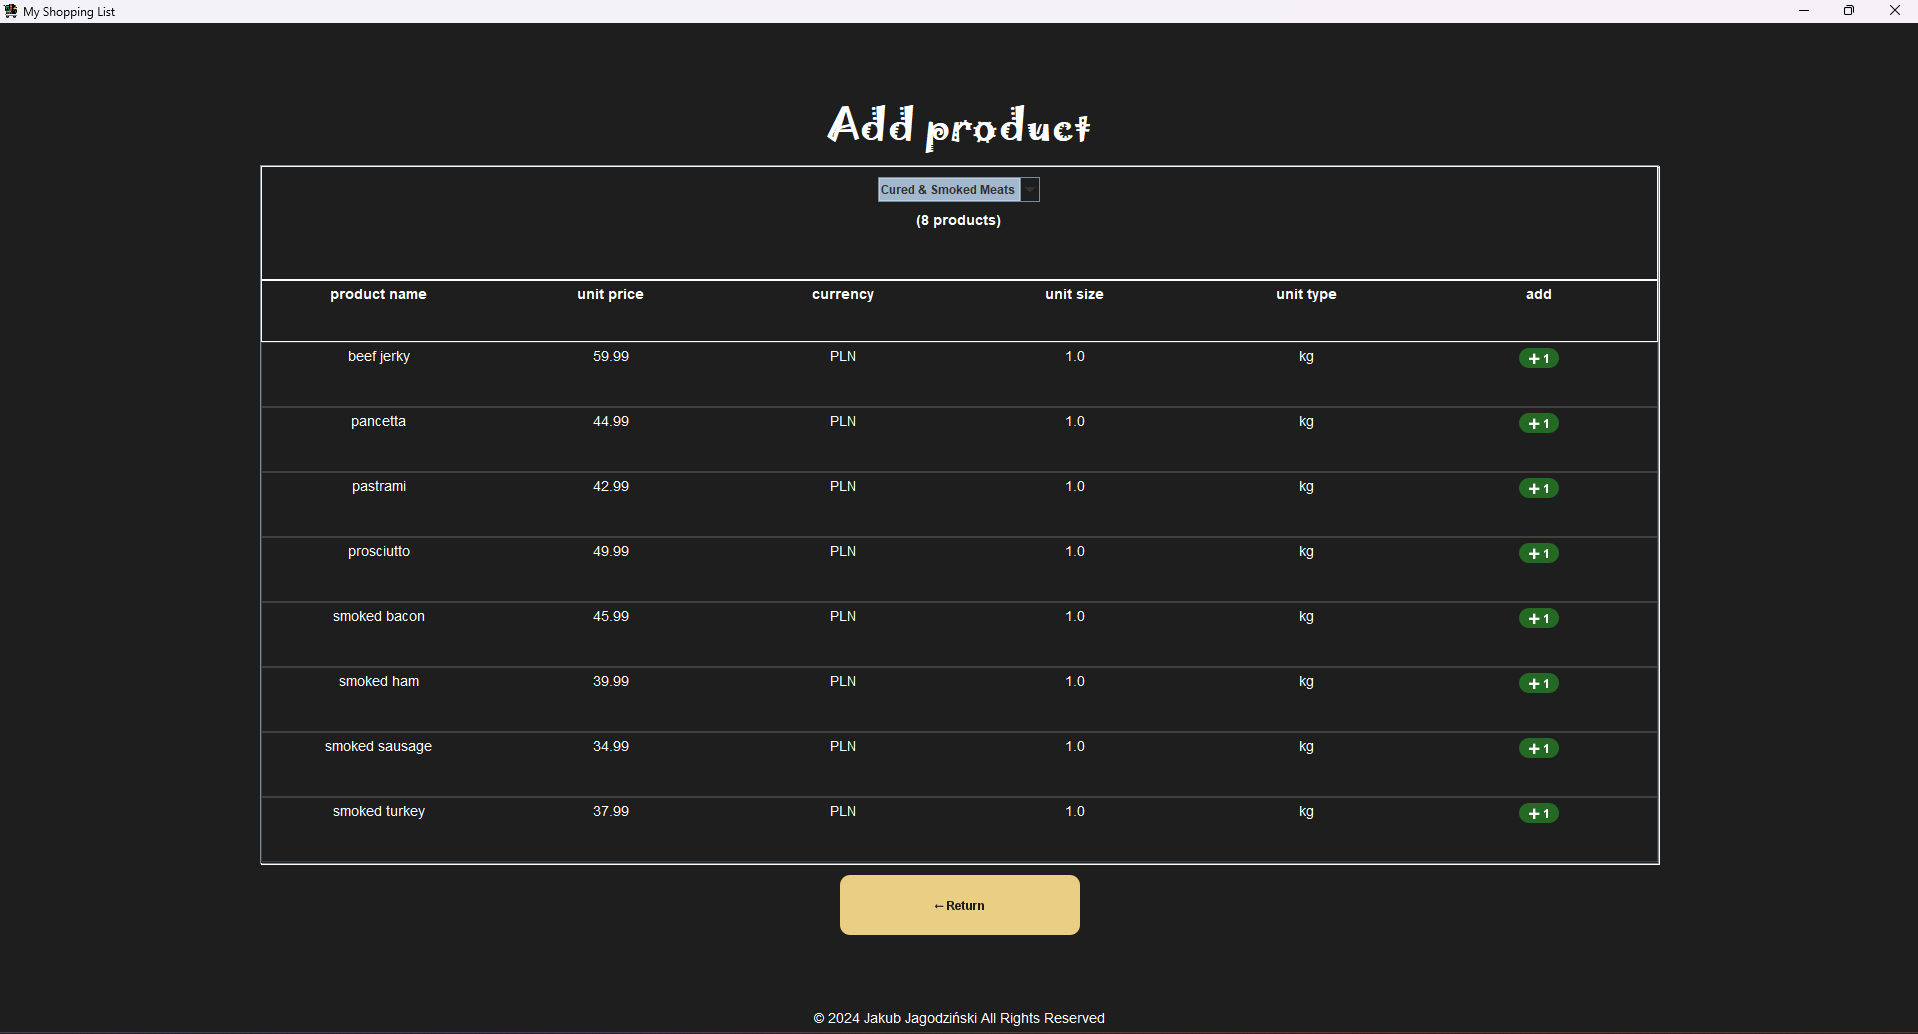 My Shopping List
Add product
Cured & Smoked Meats
(8 products)
product name unit price currency unit size unit type add
beef jerky 59.99 PLN 1.0 kg + 1
pancetta 44.99 PLN 1.0 kg + 1
pastrami 42.99 PLN 1.0 kg + 1
prosciutto 49.99 PLN 1.0 kg + 1
smoked bacon 45.99 PLN 1.0 kg + 1
smoked ham 39.99 PLN 1.0 kg + 1
smoked sausage 34.99 PLN 1.0 kg + 1
smoked turkey 37.99 PLN 1.0 kg + 1
←Return
© 2024 Jakub Jagodziński All Rights Reserved